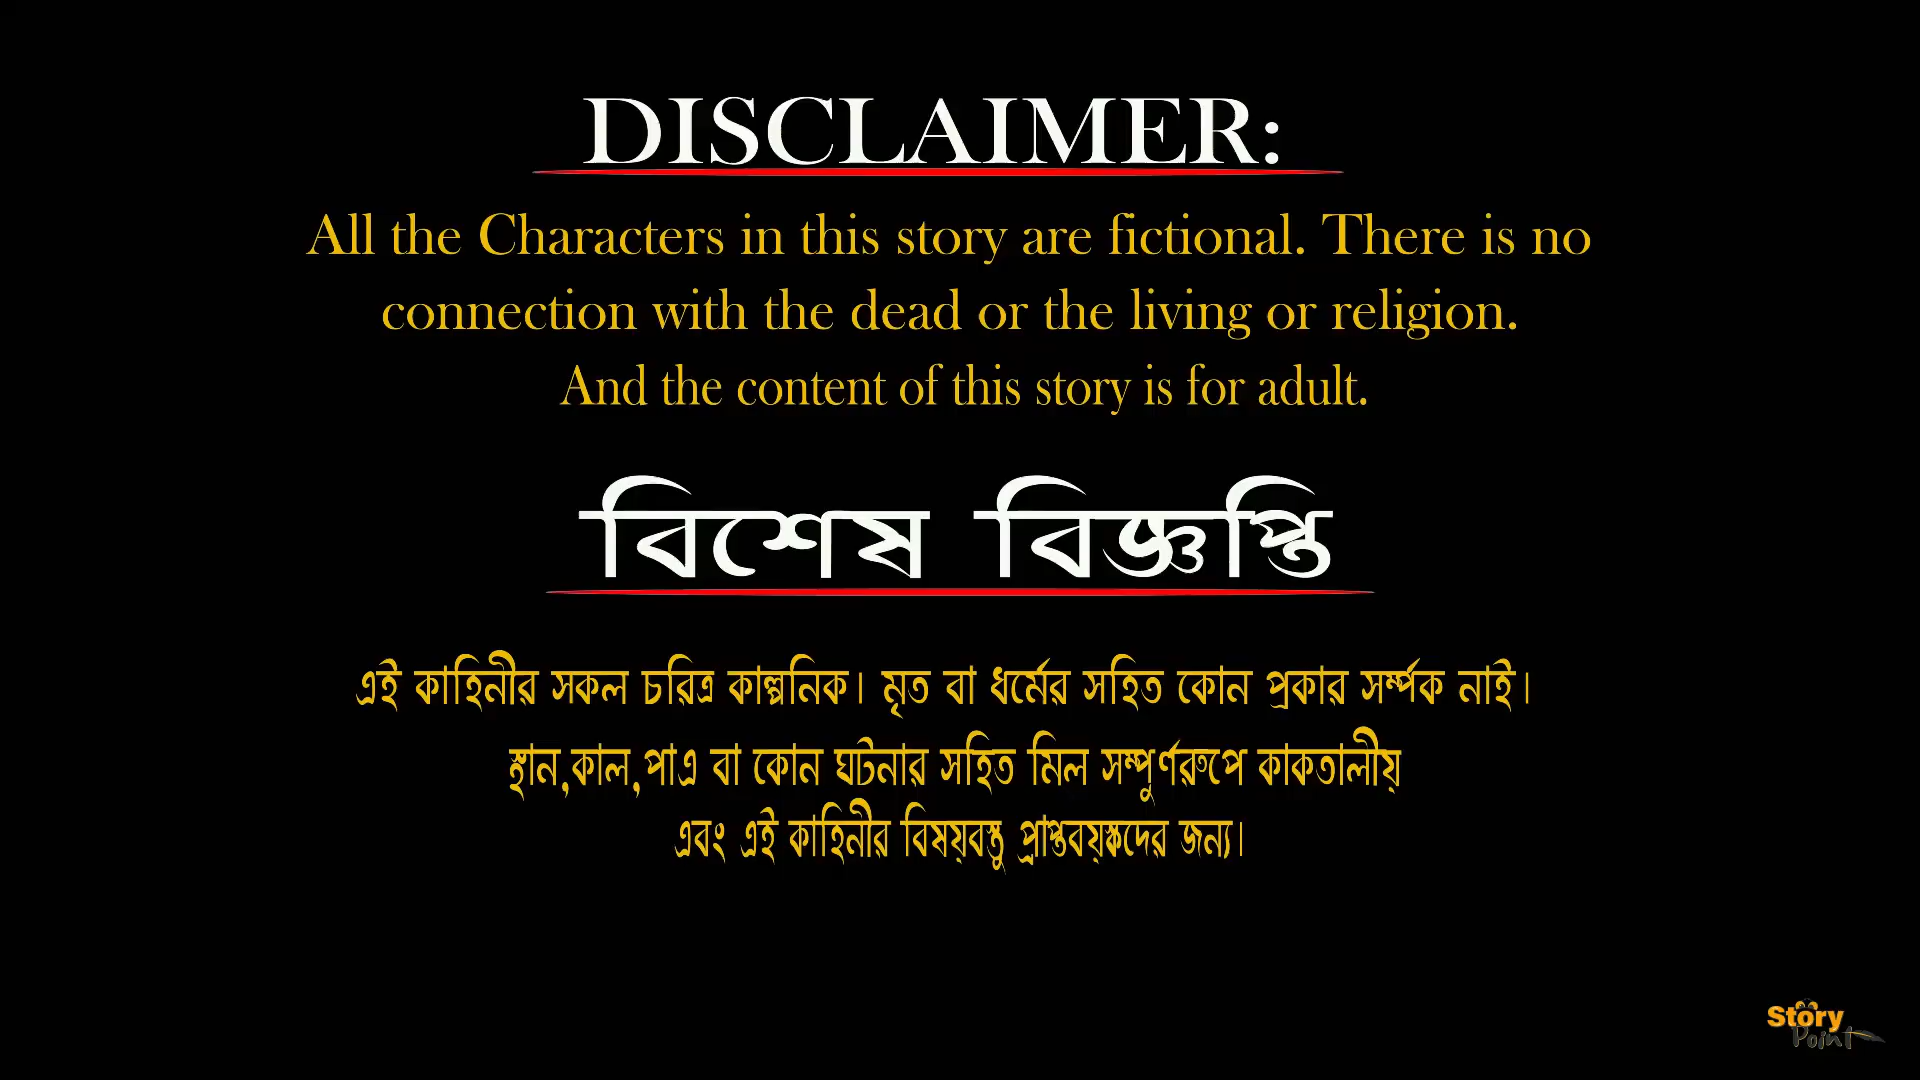 DISCLAIMER:
All the Characters in this story are fictional. There is no
connection with the dead or the living or religion.
And the content of this story is for adult.
বিশেষ বিজ্ঞপ্তি
এই কাহিনীর সকল চরিত্র কাল্পনিক। মৃত বা ধর্মের সহিত কোন প্রকার সর্ম্পক নাই।
স্থান,কাল,পাএ বা কোন ঘটনার সহিত মিল সম্পুর্ণরুপে কাকতালীয়
এবং এই কাহিনীর বিষয়বস্তু প্রাপ্তবয়স্কদের জন্য।
Story
Point